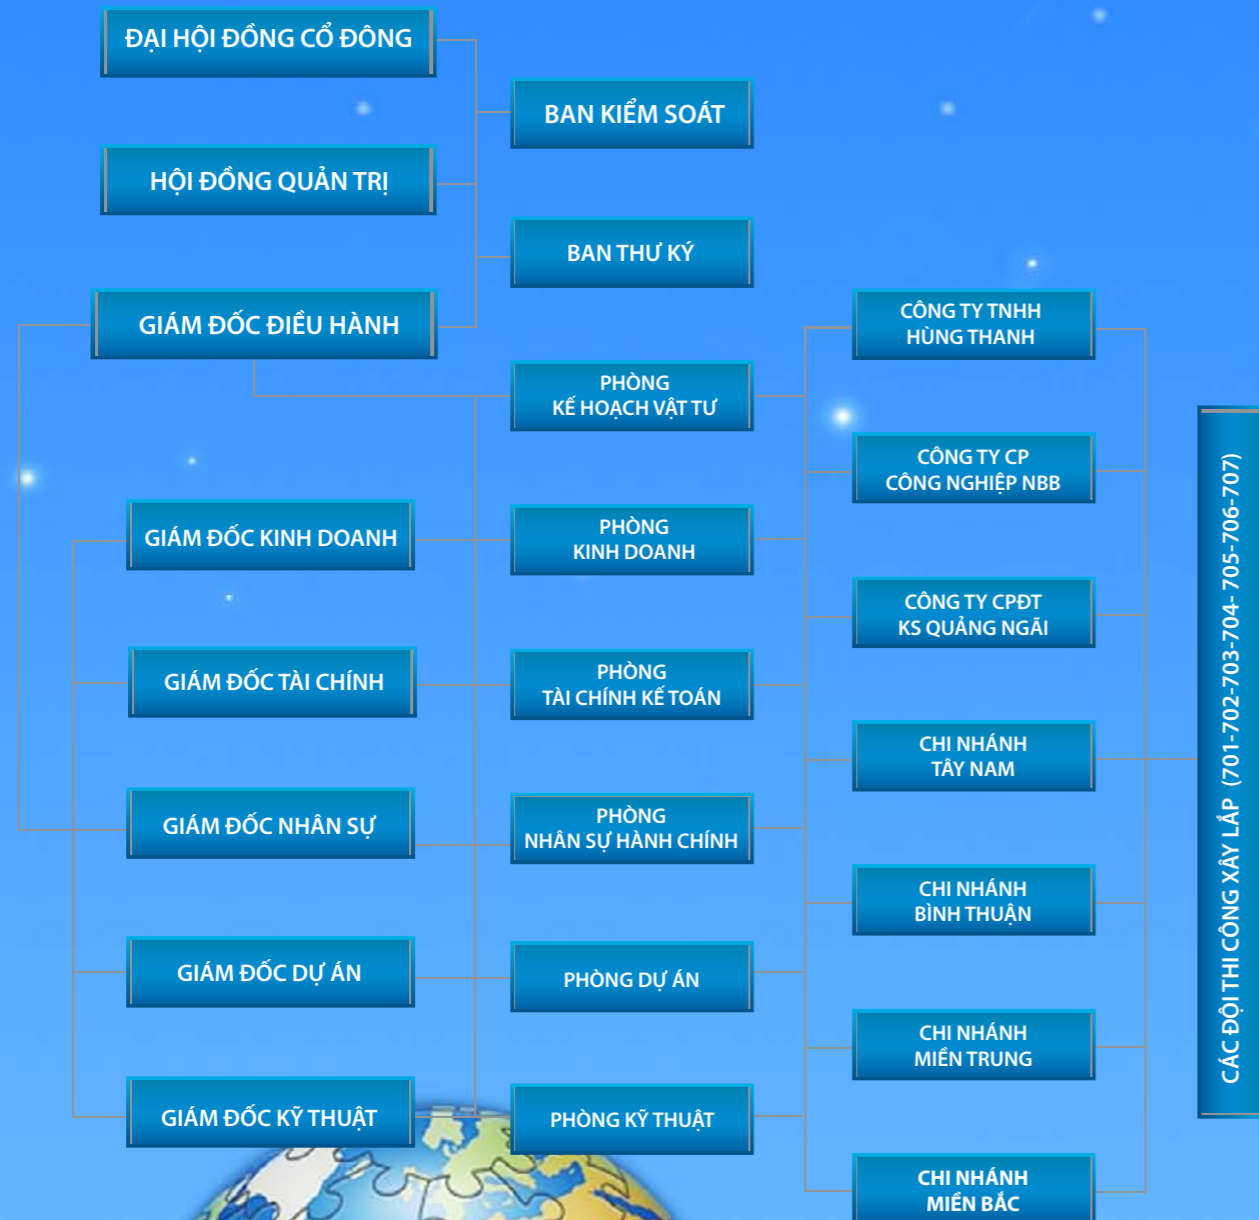 ĐẠI HỘI ĐỒNG CỔ ĐÔNG
HỘI ĐỒNG QUẢN TRỊ
GIÁM ĐỐC ĐIỀU HÀNH
GIÁM ĐỐC KINH DOANH
GIÁM ĐỐC TÀI CHÍNH
GIÁM ĐỐC NHÂN SỰ
GIÁM ĐỐC DỰ ÁN
GIÁM ĐỐC KỸ THUẬT
BAN KIỂM SOÁT
BAN THƯ KÝ
PHÒNG
KẾ HOẠCH VẬT TƯ
PHÒNG
KINH DOANH
PHÒNG
TÀI CHÍNH KẾ TOÁN
PHÒNG
NHÂN SỰ HÀNH CHÍNH
PHÒNG DỰ ÁN
PHÒNG KỸ THUẬT
CÔNG TY TNHH
HÙNG THANH
CÔNG TY CP
CÔNG NGHIỆP NBB
CÔNG TY CPĐT
KS QUẢNG NGÃI
CHI NHÁNH
TÂY NAM
CHI NHÁNH
BÌNH THUẬN
CHI NHÁNH
MIỀN TRUNG
CHI NHÁNH
MIỀN BẮC
CÁC ĐỘI THI CÔNG XÂY LẮP (701-702-703-704- 705-706-707)